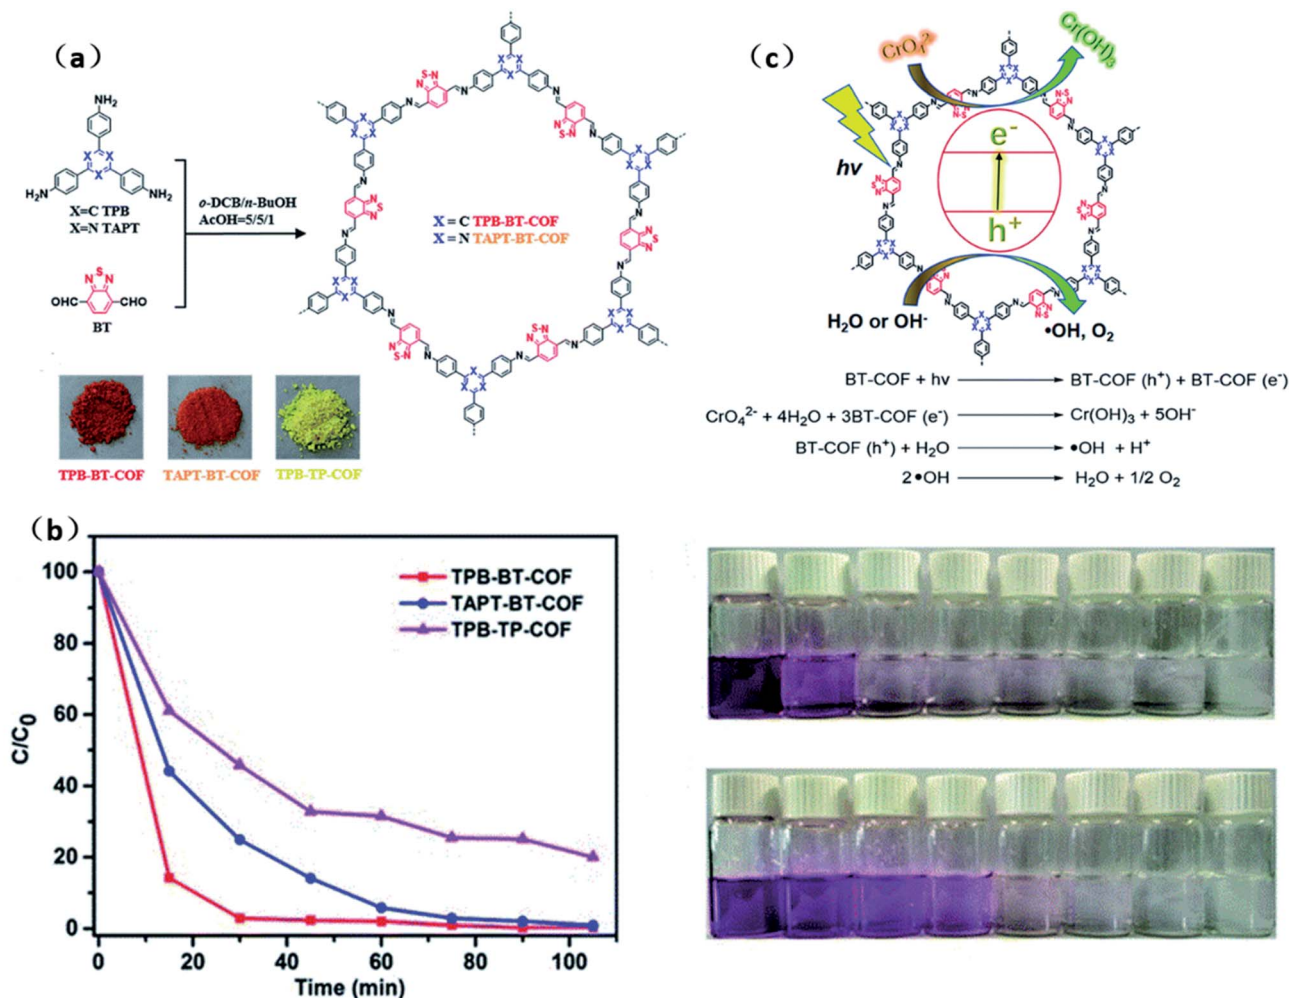 (a)
NH₂
H₂N
NH₂
X=C TPB
X=N TAPT
OHC
CHO
BT
o-DCB/n-BuOH
AcOH=5/5/1
X = C TPB-BT-COF
X = N TAPT-BT-COF
TPB-BT-COF
TAPT-BT-COF
TPB-TP-COF
(c)
CrO₄²⁻
Cr(OH)₃
hν
e⁻
h⁺
H₂O or OH⁻
•OH, O₂
BT-COF + hv → BT-COF (h⁺) + BT-COF (e⁻)
CrO₄²⁻ + 4H₂O + 3BT-COF (e⁻) → Cr(OH)₃ + 5OH⁻
BT-COF (h⁺) + H₂O → •OH + H⁺
2 •OH → H₂O + 1/2 O₂
(b)
TPB-BT-COF
TAPT-BT-COF
TPB-TP-COF
C/C₀
100
80
60
40
20
0
0
20
40
60
80
100
Time (min)